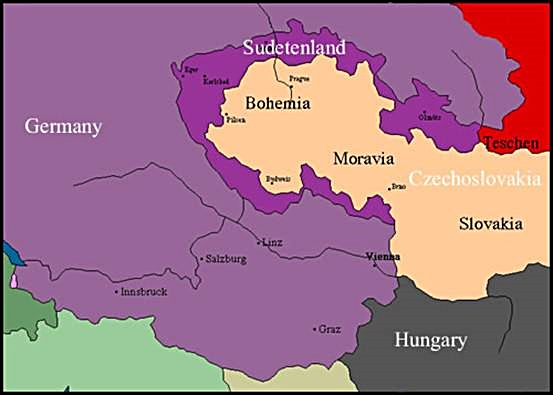 Sudetenland
Eger
Karlsbad
Prague
Bohemia
Pilsen
Olmütz
Germany
Teschen
Moravia
Czechoslovakia
Budweis
Brno
Slovakia
Linz
Vienna
Salzburg
Innsbruck
Graz
Hungary